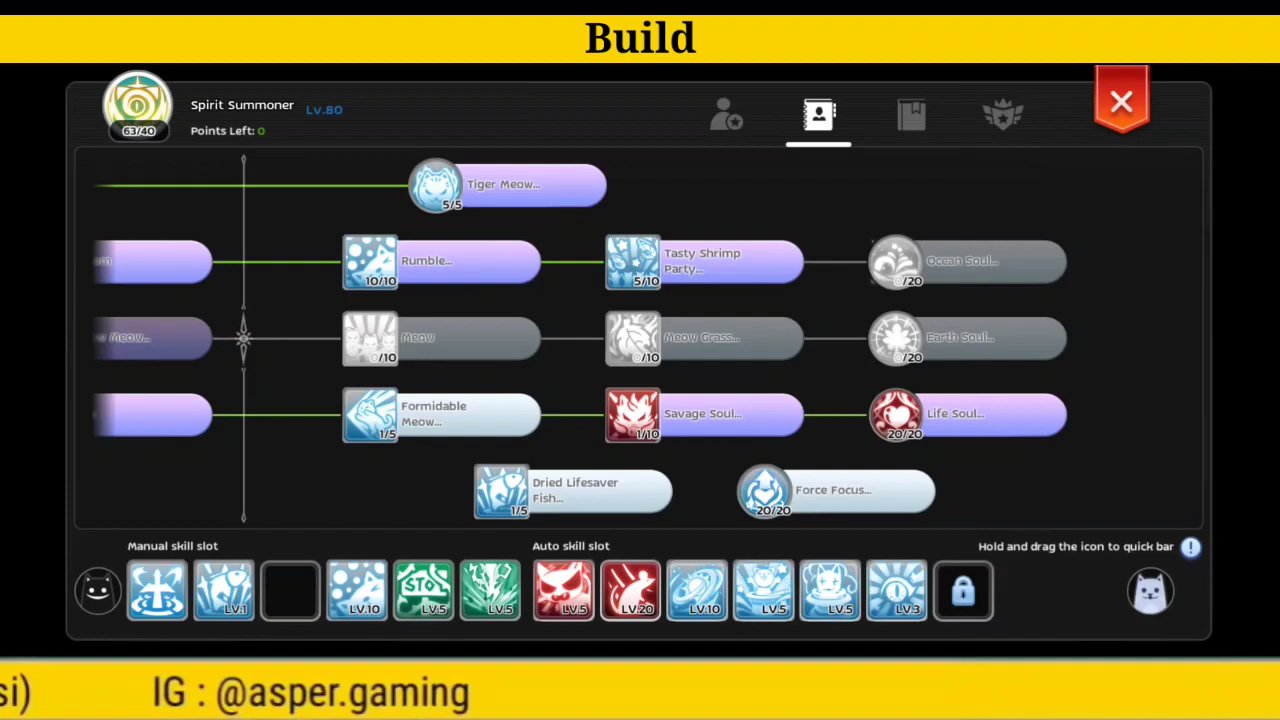 Build
Spirit Summoner Lv.80
63/40
Points Left: 0
Tiger Meow...
5/5
Rumble...
10/10
Tasty Shrimp
Party...
5/10
Ocean Soul...
0/20
Meow...
Meow
0/10
Meow Grass...
0/10
Earth Soul...
0/20
Formidable
Meow...
1/5
Savage Soul...
1/10
Life Soul...
20/20
Dried Lifesaver
Fish...
1/5
Force Focus...
20/20
Manual skill slot
Auto skill slot
Hold and drag the icon to quick bar
LV.1
LV.10
STO
LV.5
LV.5
LV.5
LV.20
LV.10
LV.5
LV.5
LV.3
si) IG : @asper.gaming